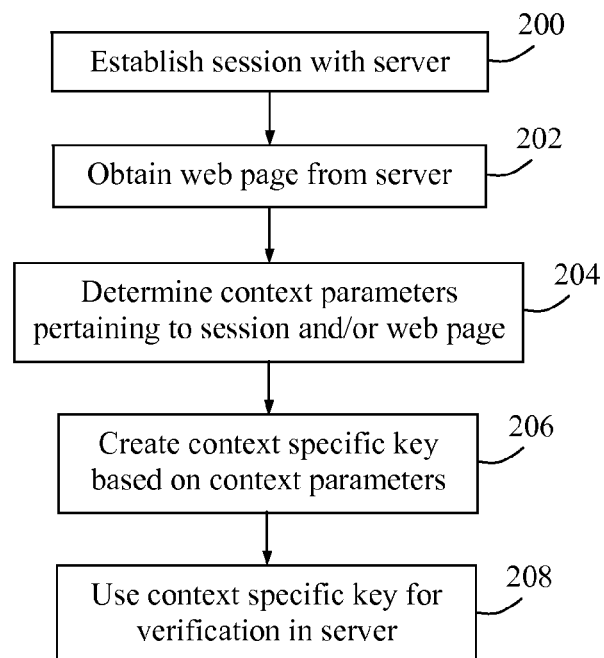 200
Establish session with server
202
Obtain web page from server
204
Determine context parameters
pertaining to session and/or web page
206
Create context specific key
based on context parameters
208
Use context specific key for
verification in server